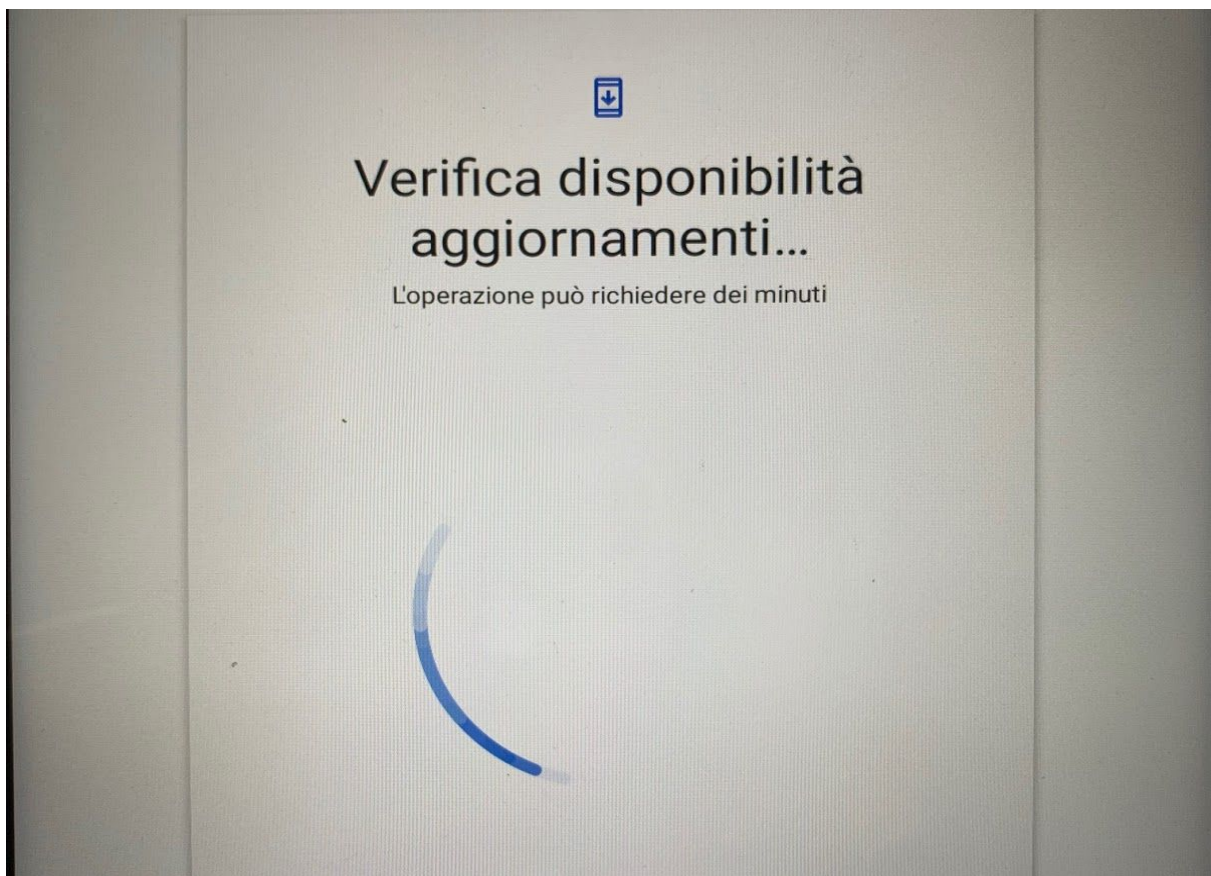 Verifica disponibilità
aggiornamenti...
L'operazione può richiedere dei minuti